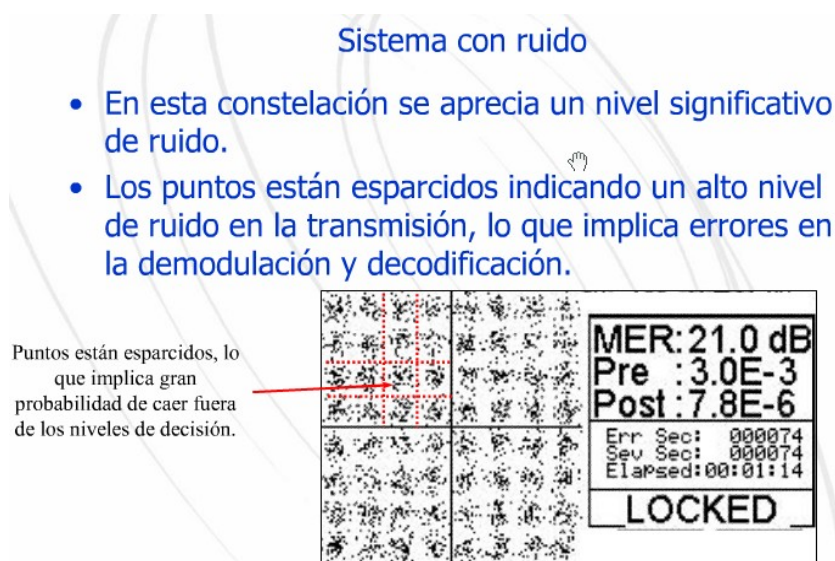 Sistema con ruido
• En esta constelación se aprecia un nivel significativo
de ruido.
• Los puntos están esparcidos indicando un alto nivel
de ruido en la transmisión, lo que implica errores en
la demodulación y decodificación.
Puntos están esparcidos, lo
que implica gran
probabilidad de caer fuera
de los niveles de decisión.
MER:21.0 dB
Pre :3.0E-3
Post:7.8E-6
Err Sec: 000074
Sev Sec: 000074
Elapsed:00:01:14
LOCKED